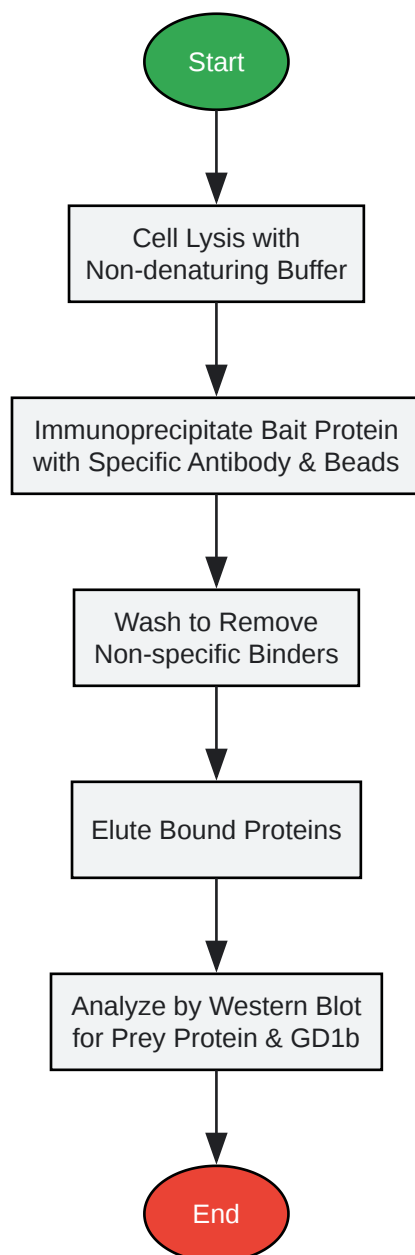 Start
Cell Lysis with
Non-denaturing Buffer
Immunoprecipitate Bait Protein
with Specific Antibody & Beads
Wash to Remove
Non-specific Binders
Elute Bound Proteins
Analyze by Western Blot
for Prey Protein & GD1b
End